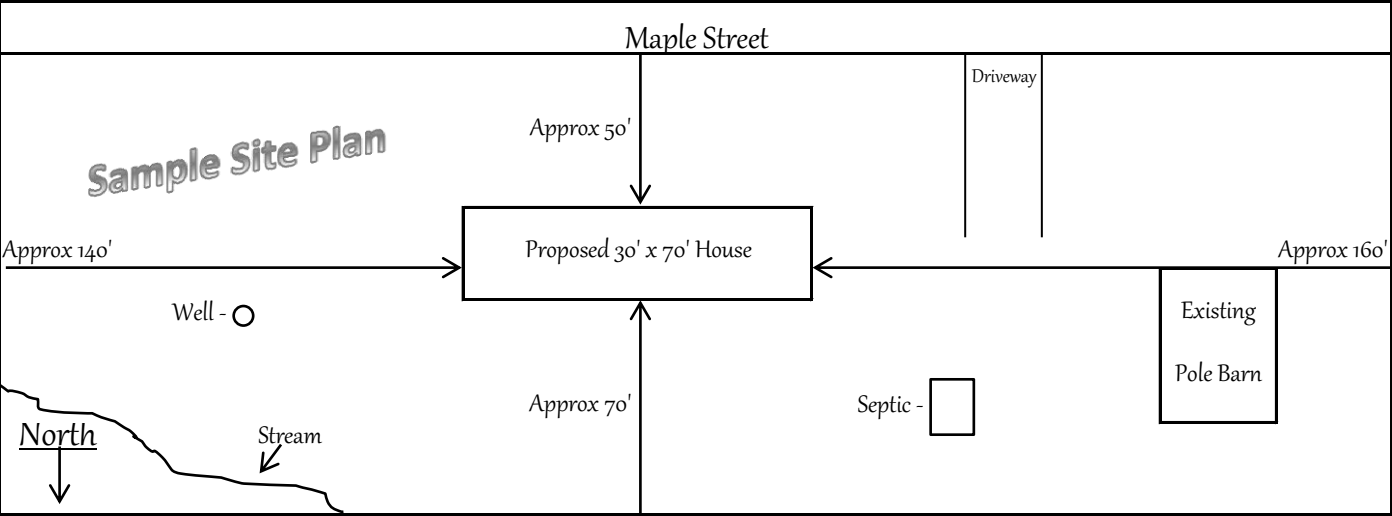 Maple Street
Driveway
Approx 50'
Sample Site Plan
Approx 140'
Proposed 30' x 70' House
Approx 160'
Well -
Existing
Pole Barn
Approx 70'
Septic -
North
Stream